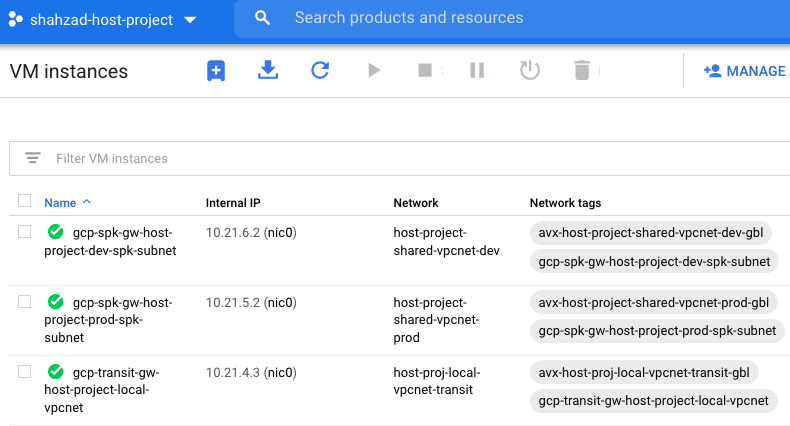 shahzad-host-project
Search products and resources
VM instances
MANAGE
Filter VM instances
Name Internal IP Network Network tags
gcp-spk-gw-host- 10.21.6.2 (nic0) host-project- avx-host-project-shared-vpcnet-dev-gbl
project-dev-spk-subnet shared-vpcnet-dev gcp-spk-gw-host-project-dev-spk-subnet
gcp-spk-gw-host- 10.21.5.2 (nic0) host-project- avx-host-project-shared-vpcnet-prod-gbl
project-prod-spk- shared-vpcnet- gcp-spk-gw-host-project-prod-spk-subnet
subnet prod
gcp-transit-gw- 10.21.4.3 (nic0) host-proj-local- avx-host-proj-local-vpcnet-transit-gbl
host-project-local- vpcnet-transit gcp-transit-gw-host-project-local-vpcnet
vpcnet